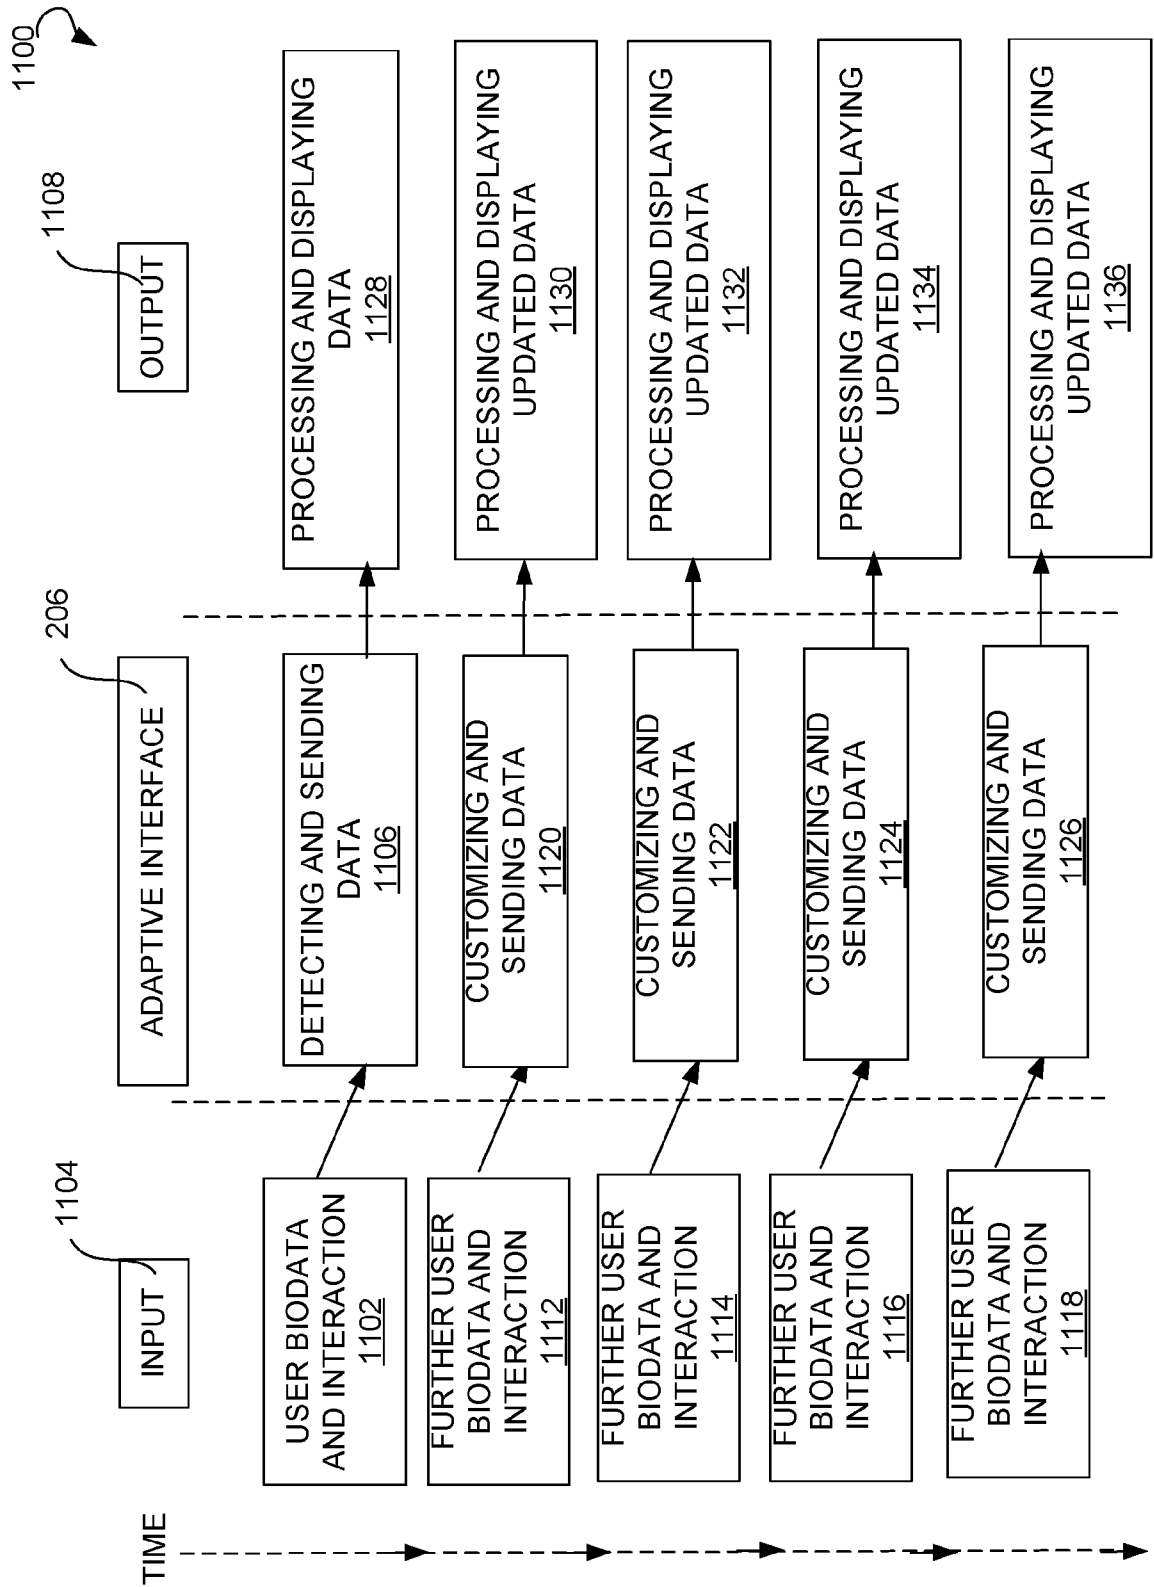 1100
TIME
INPUT
1104
ADAPTIVE INTERFACE
206
OUTPUT
1108
USER BIODATA
AND INTERACTION
1102
DETECTING AND SENDING
DATA
1106
PROCESSING AND DISPLAYING
DATA
1128
FURTHER USER
BIODATA AND
INTERACTION
1112
CUSTOMIZING AND
SENDING DATA
1120
PROCESSING AND DISPLAYING
UPDATED DATA
1130
FURTHER USER
BIODATA AND
INTERACTION
1114
CUSTOMIZING AND
SENDING DATA
1122
PROCESSING AND DISPLAYING
UPDATED DATA
1132
FURTHER USER
BIODATA AND
INTERACTION
1116
CUSTOMIZING AND
SENDING DATA
1124
PROCESSING AND DISPLAYING
UPDATED DATA
1134
FURTHER USER
BIODATA AND
INTERACTION
1118
CUSTOMIZING AND
SENDING DATA
1126
PROCESSING AND DISPLAYING
UPDATED DATA
1136